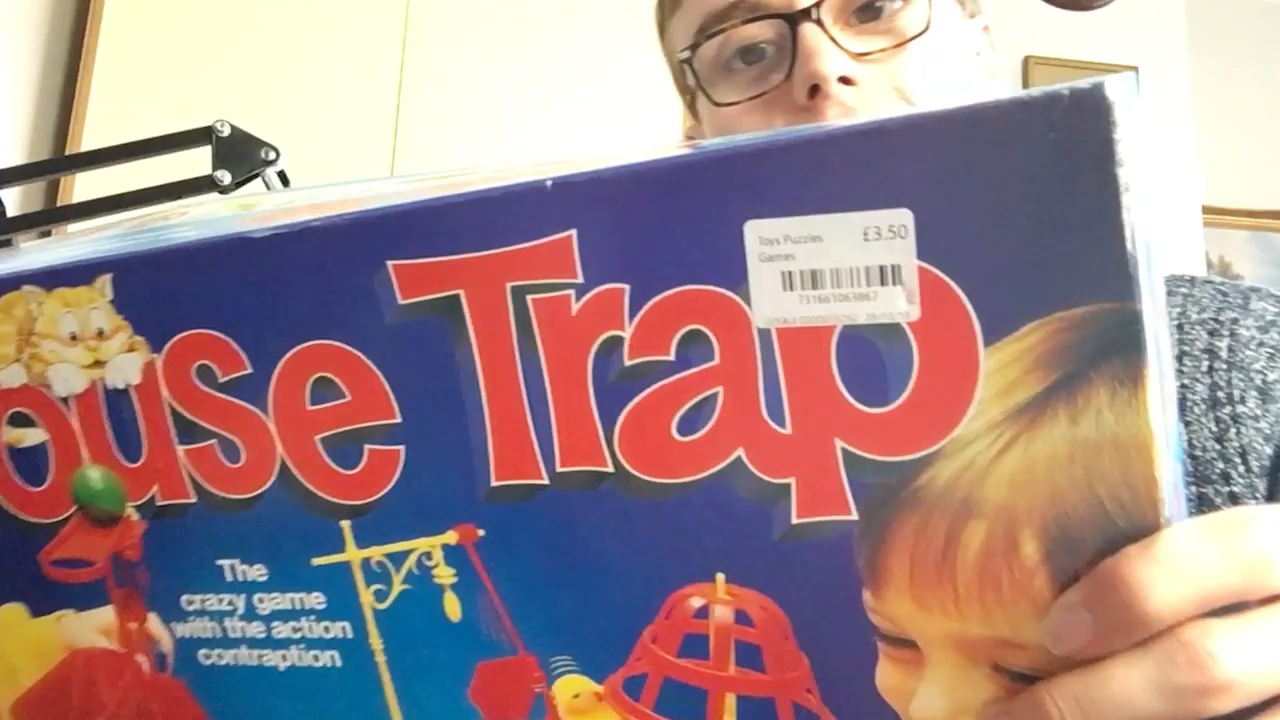 ouse Trap
Toys Puzzles £3.50
Games
731661063867
The
crazy game
with the action
contraption